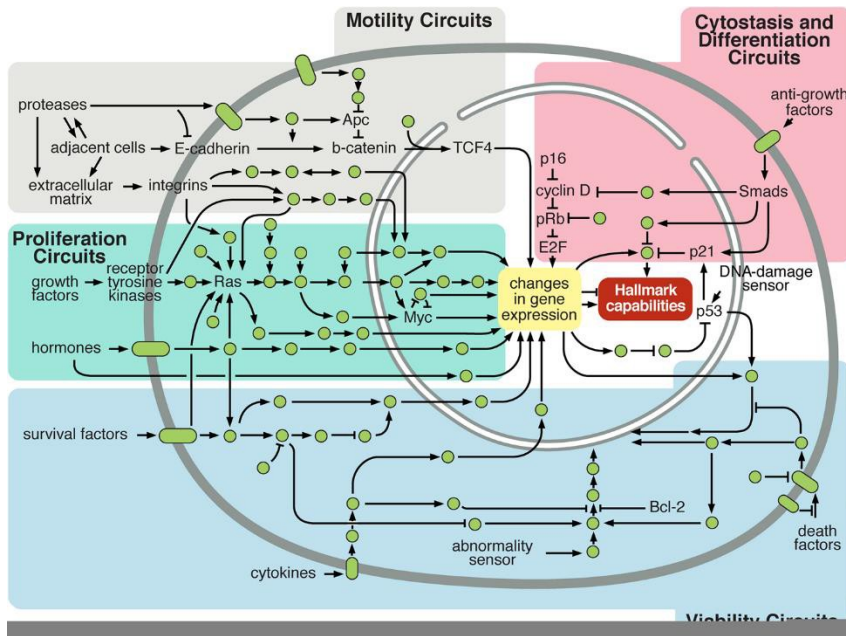 Motility Circuits
Cytostasis and
Differentiation
Circuits
proteases
anti-growth
factors
Apc
adjacent cells
E-cadherin
b-catenin
TCF4
p16
extracellular
matrix
integrins
cyclin D
Smads
pRb
Proliferation
Circuits
E2F
p21
growth
factors
receptor
tyrosine
kinases
Ras
changes
in gene
expression
Hallmark
capabilities
DNA-damage
sensor
p53
Myc
hormones
survival factors
Bcl-2
abnormality
sensor
death
factors
cytokines
Viability Circuits